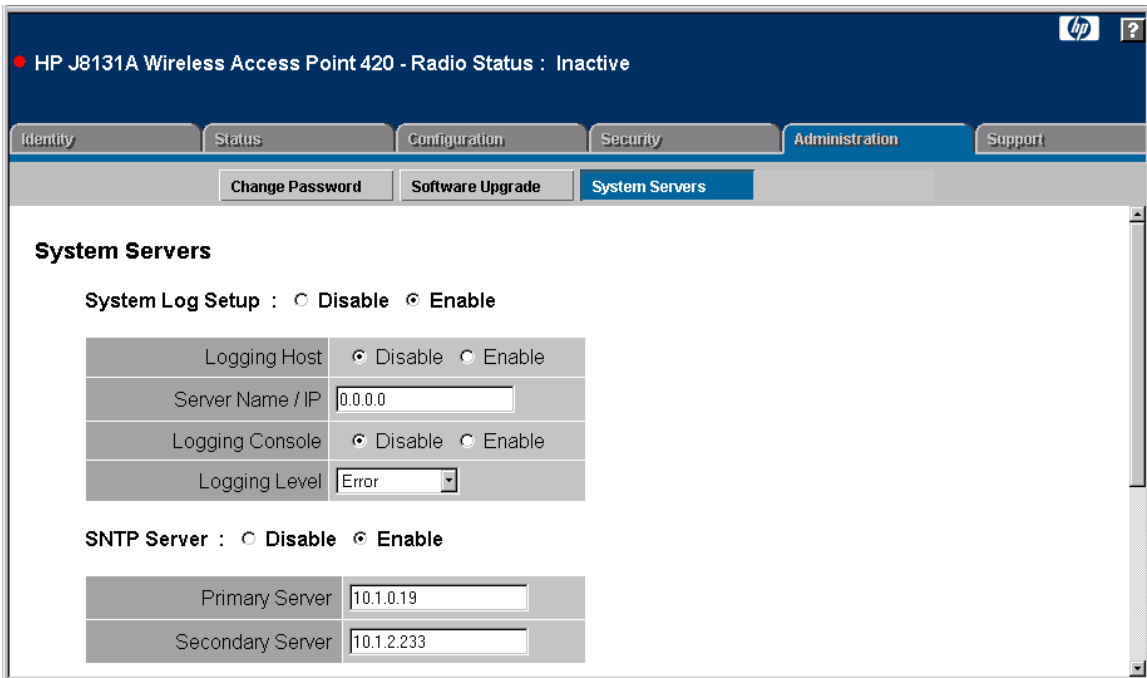 hp ?
HP J8131A Wireless Access Point 420 - Radio Status : Inactive
Identity Status Configuration Security Administration Support
Change Password Software Upgrade System Servers
System Servers
System Log Setup : Disable Enable
Logging Host Disable Enable
Server Name / IP 0.0.0.0
Logging Console Disable Enable
Logging Level Error
SNTP Server : Disable Enable
Primary Server 10.1.0.19
Secondary Server 10.1.2.233